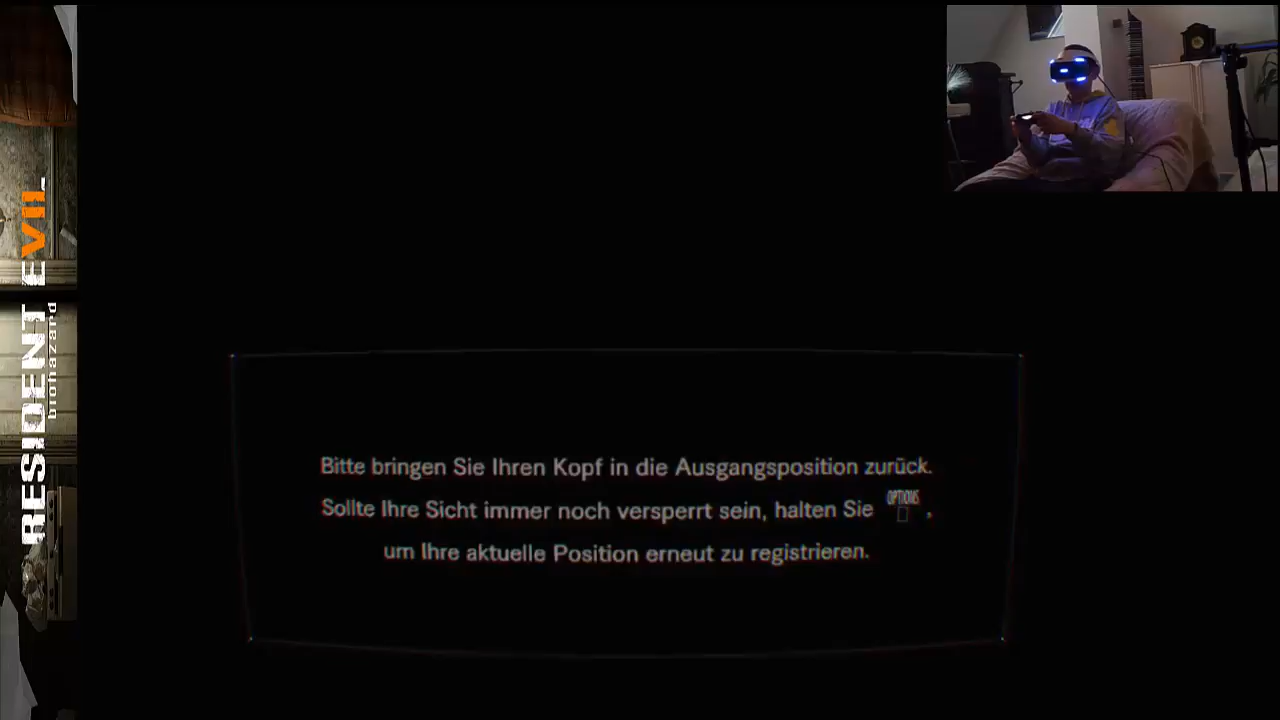 RESIDENT EVII.
biohazard
Bitte bringen Sie Ihren Kopf in die Ausgangsposition zurück.
Sollte Ihre Sicht immer noch versperrt sein, halten Sie OPTIONS ,
um Ihre aktuelle Position erneut zu registrieren.